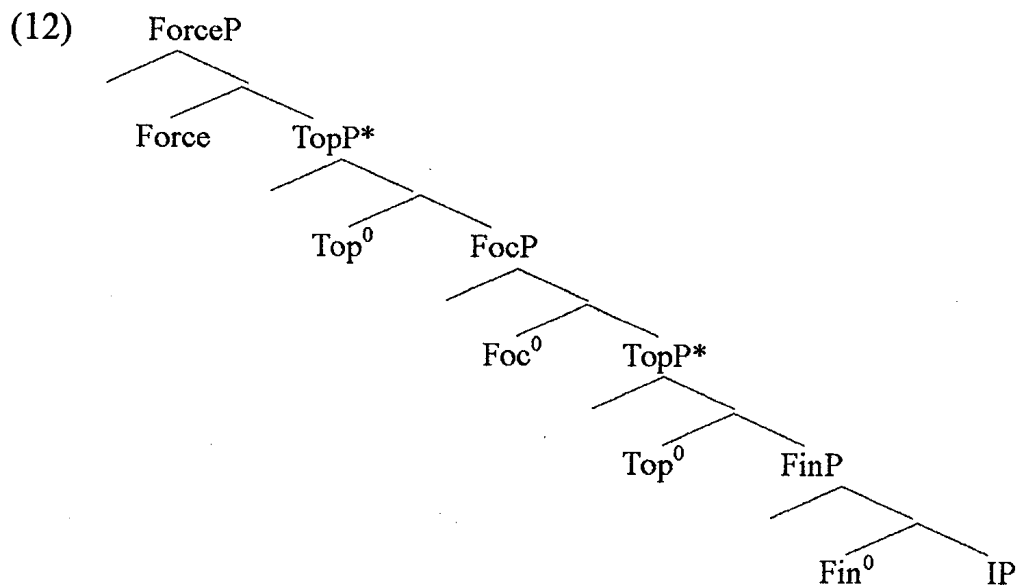 (12) ForceP
Force TopP*
Top⁰ FocP
Foc⁰ TopP*
Top⁰ FinP
Fin⁰ IP